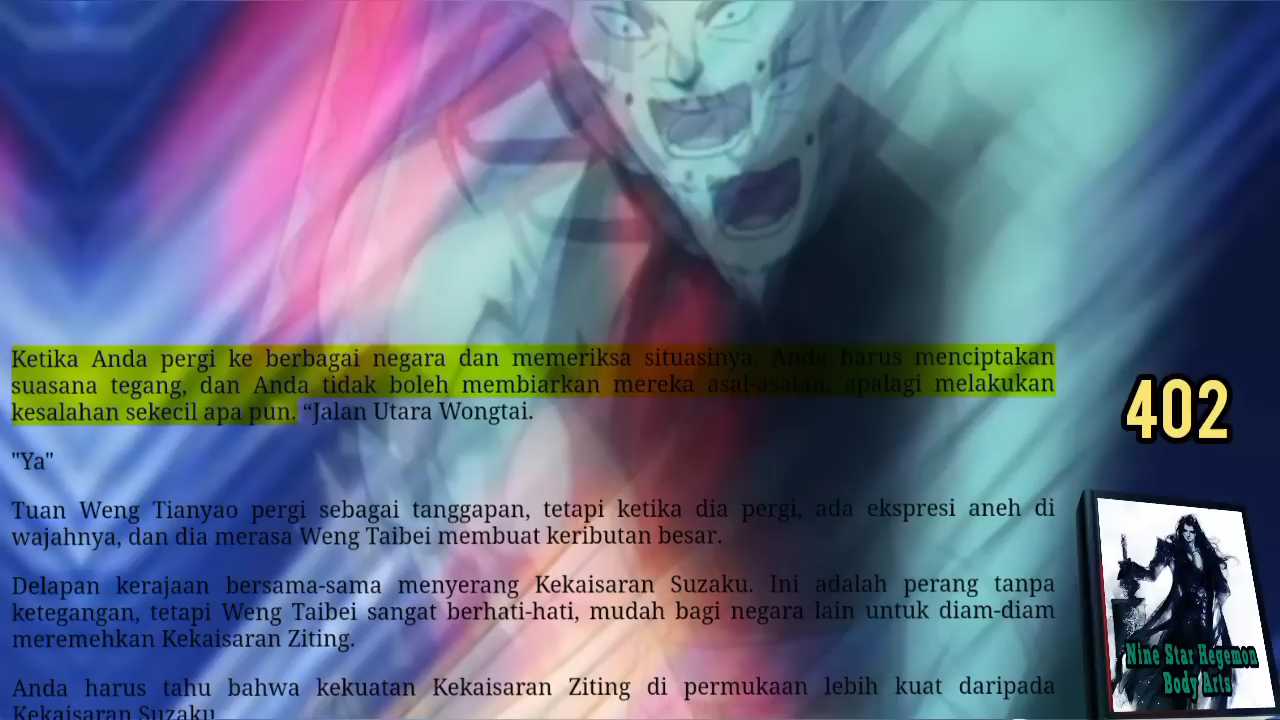 Ketika Anda pergi ke berbagai negara dan memeriksa situasinya, Anda harus menciptakan
suasana tegang, dan Anda tidak boleh membiarkan mereka asal-asalan, apalagi melakukan
kesalahan sekecil apa pun. “Jalan Utara Wongtai.
"Ya"
Tuan Weng Tianyao pergi sebagai tanggapan, tetapi ketika dia pergi, ada ekspresi aneh di
wajahnya, dan dia merasa Weng Taibei membuat keributan besar.
Delapan kerajaan bersama-sama menyerang Kekaisaran Suzaku. Ini adalah perang tanpa
ketegangan, tetapi Weng Taibei sangat berhati-hati, mudah bagi negara lain untuk diam-diam
meremehkan Kekaisaran Ziting.
Anda harus tahu bahwa kekuatan Kekaisaran Ziting di permukaan lebih kuat daripada
Kekaisaran Suzaku
402
Nine Star Hegemon
Body Arts